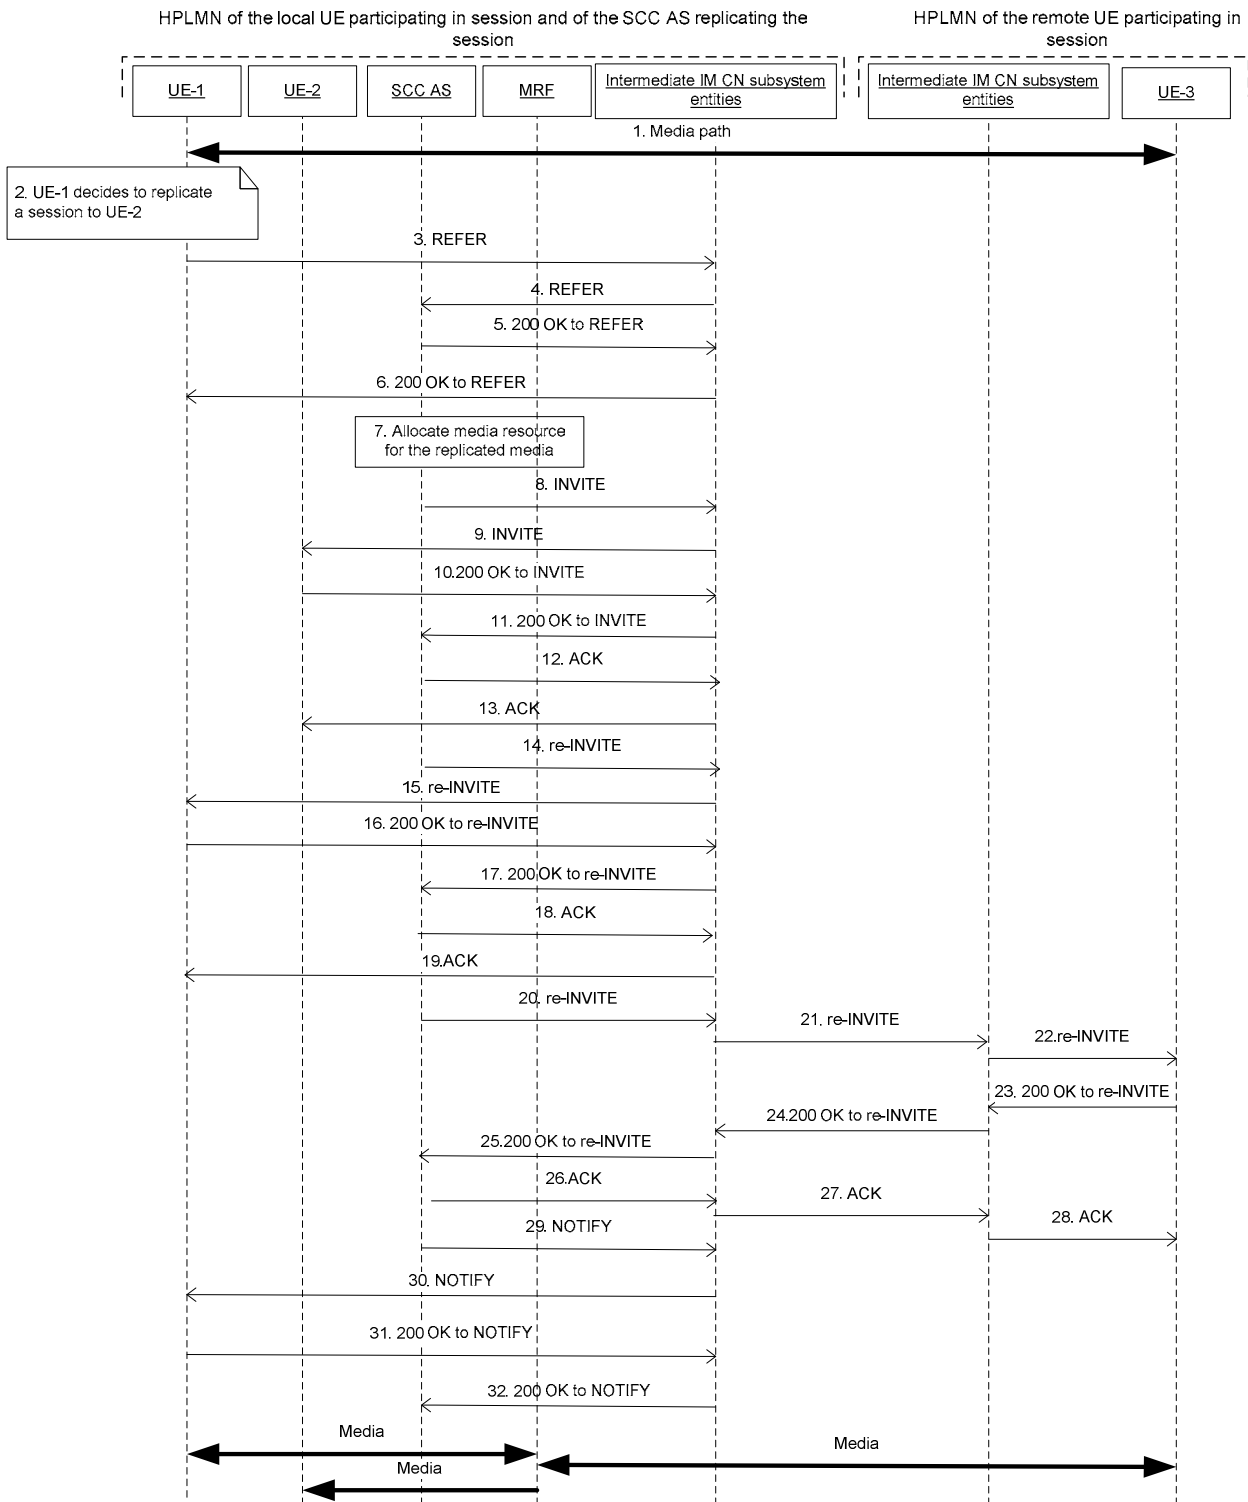 HPLMN of the local UE participating in session and of the SCC AS replicating the
session
HPLMN of the remote UE participating in
session
UE-1
UE-2
SCC AS
MRF
Intermediate IM CN subsystem
entities
Intermediate IM CN subsystem
entities
UE-3
1. Media path
2. UE-1 decides to replicate
a session to UE-2
3. REFER
4. REFER
5. 200 OK to REFER
6. 200 OK to REFER
7. Allocate media resource
for the replicated media
8. INVITE
9. INVITE
10.200 OK to INVITE
11. 200 OK to INVITE
12. ACK
13. ACK
14. re-INVITE
15. re-INVITE
16. 200 OK to re-INVITE
17. 200 OK to re-INVITE
18. ACK
19.ACK
20. re-INVITE
21. re-INVITE
22.re-INVITE
23. 200 OK to re-INVITE
24.200 OK to re-INVITE
25.200 OK to re-INVITE
26.ACK
27. ACK
28. ACK
29. NOTIFY
30. NOTIFY
31. 200 OK to NOTIFY
32. 200 OK to NOTIFY
Media
Media
Media